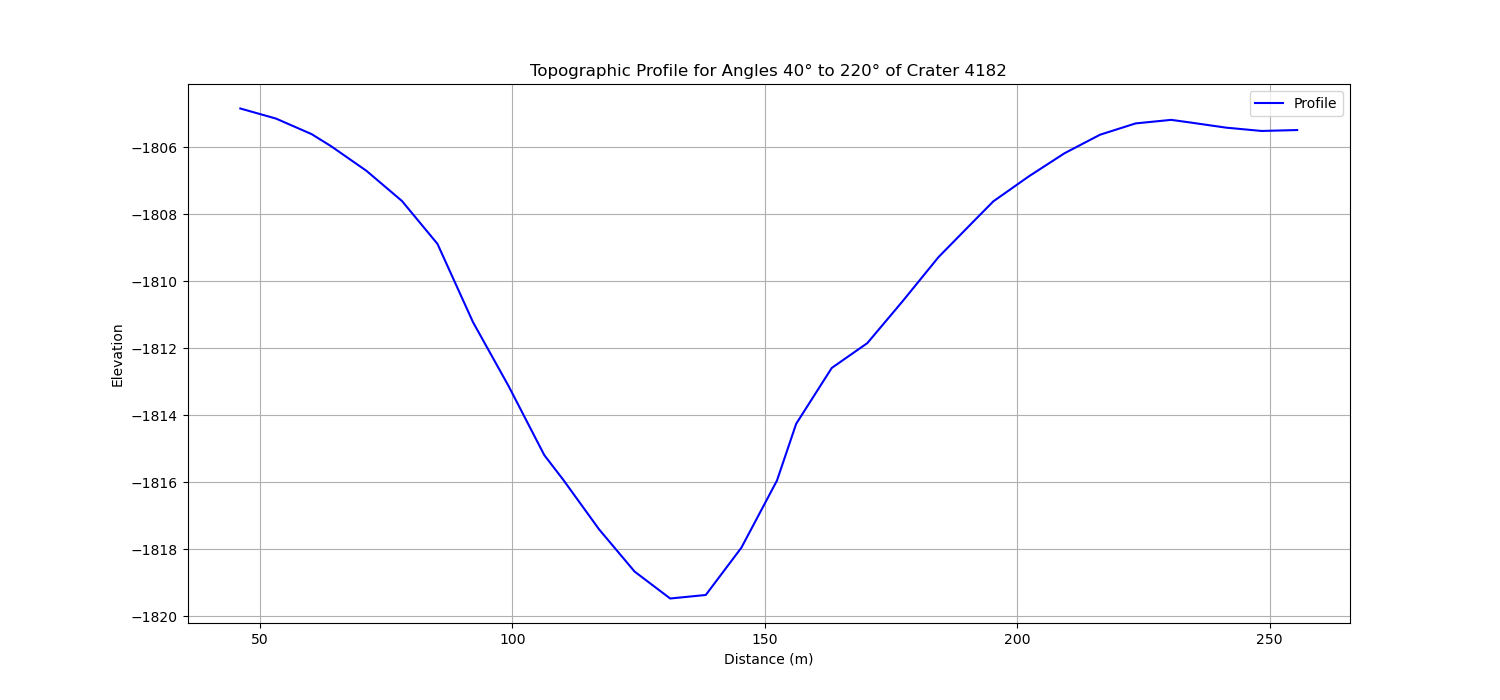 Topographic Profile for Angles 40° to 220° of Crater 4182
Profile
Elevation
−1806
−1808
−1810
−1812
−1814
−1816
−1818
−1820
50 100 150 200 250
Distance (m)